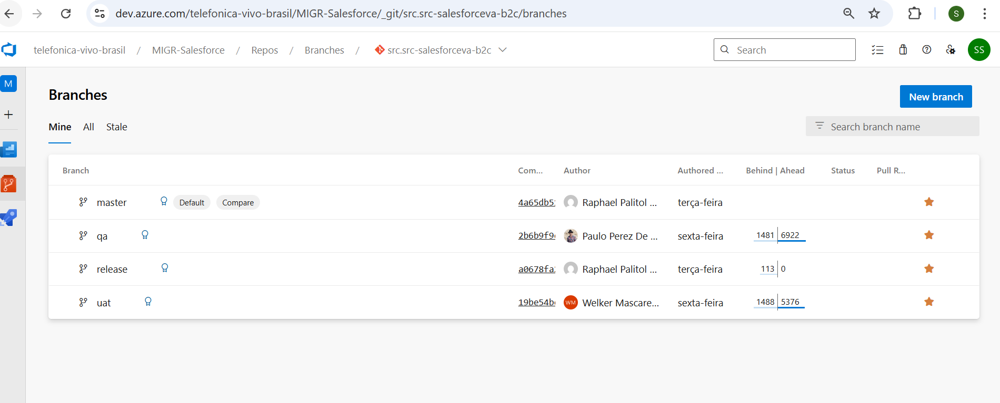 dev.azure.com/telefonica-vivo-brasil/MIGR-Salesforce/_git/src.src-salesforceva-b2c/branches
S
telefonica-vivo-brasil / MIGR-Salesforce / Repos / Branches / src.src-salesforceva-b2c
Search
SS
M
Branches
New branch
Mine All Stale
Search branch name
Branch Com... Author Authored ... Behind | Ahead Status Pull R...
master Default Compare 4a65db5 Raphael Palitol ... terça-feira
qa 2b6b9f9 Paulo Perez De ... sexta-feira 1481 6922
release a0678fa Raphael Palitol ... terça-feira 113 0
uat 19be54b WM Welker Mascare... sexta-feira 1488 5376